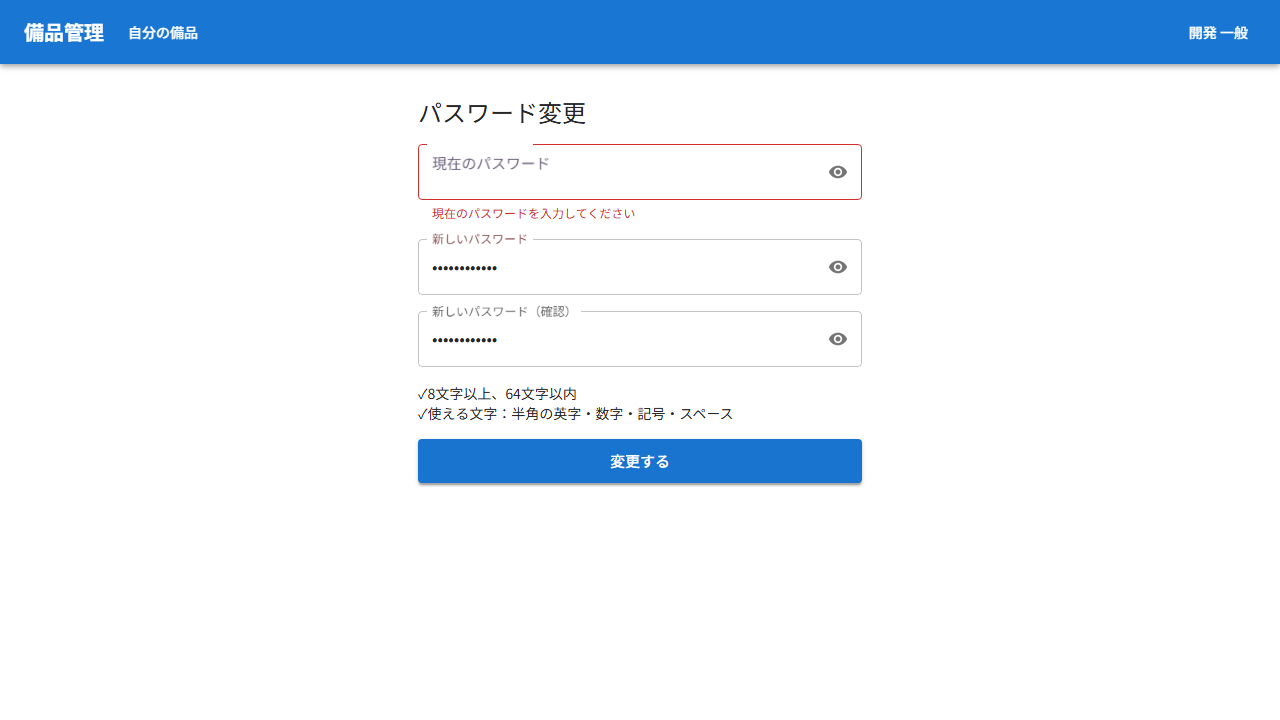 備品管理 自分の備品 開発 一般
パスワード変更
現在のパスワード
現在のパスワードを入力してください
新しいパスワード
••••••••••••
新しいパスワード（確認）
••••••••••••
✓8文字以上、64文字以内
✓使える文字：半角の英字・数字・記号・スペース
変更する